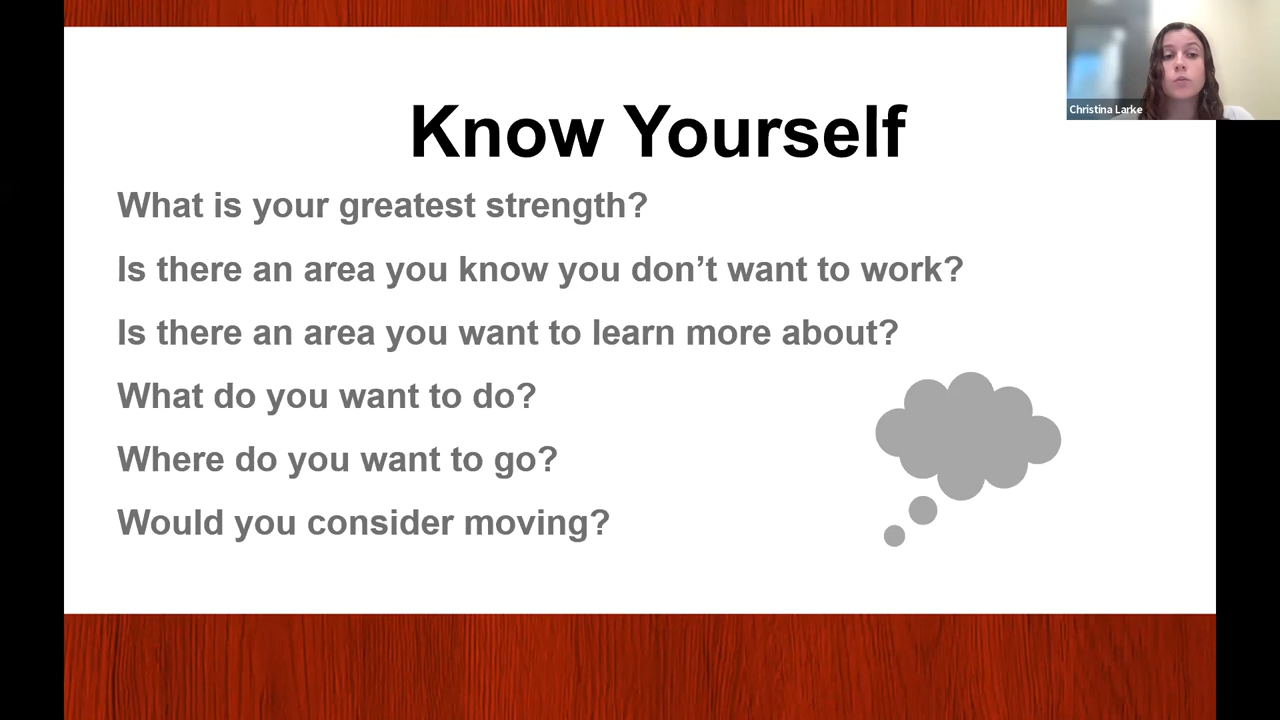 Know Yourself
Christina Larke
What is your greatest strength?
Is there an area you know you don’t want to work?
Is there an area you want to learn more about?
What do you want to do?
Where do you want to go?
Would you consider moving?